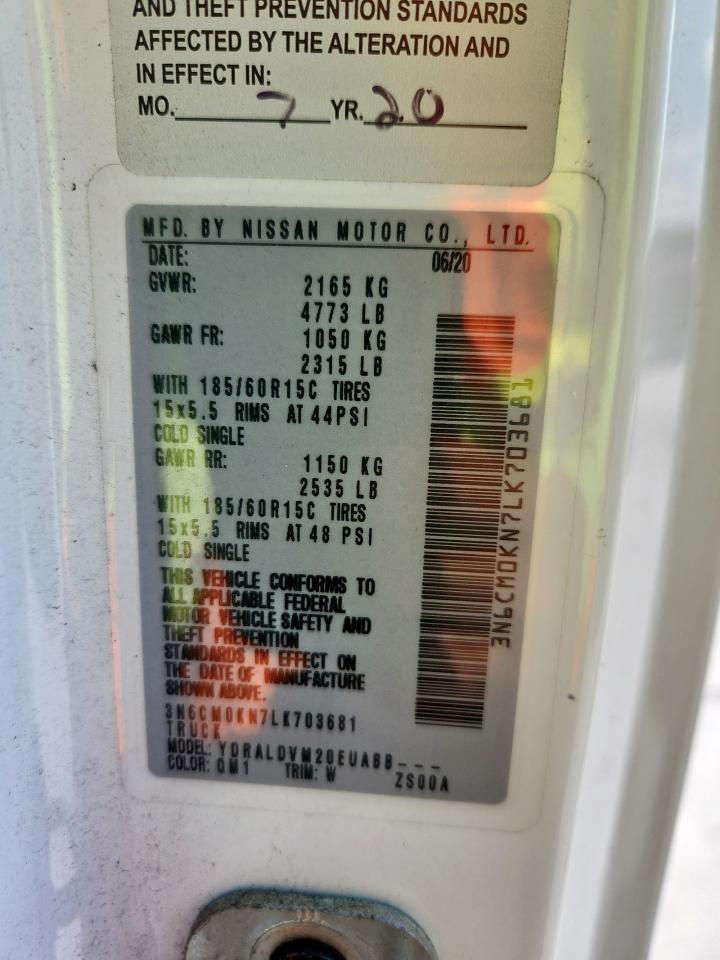 AND THEFT PREVENTION STANDARDS
AFFECTED BY THE ALTERATION AND
IN EFFECT IN:
MO. 7 YR. 20
MFD. BY NISSAN MOTOR CO., LTD.
DATE: 06/20
GVWR: 2165 KG
4773 LB
GAWR FR: 1050 KG
2315 LB
WITH 185/60R15C TIRES
15x5.5 RIMS AT 44PSI
COLD SINGLE
GAWR RR: 1150 KG
2535 LB
WITH 185/60R15C TIRES
15x5.5 RIMS AT 48 PSI
COLD SINGLE
THIS VEHICLE CONFORMS TO
ALL APPLICABLE FEDERAL
MOTOR VEHICLE SAFETY AND
THEFT PREVENTION
STANDARDS IN EFFECT ON
THE DATE OF MANUFACTURE
SHOWN ABOVE.
3N6CM0KN7LK703681
TRUCK
MODEL: YDRALDVM20EUABB---
COLOR: QM1 TRIM: W ZS00A
3N6CM0KN7LK703681